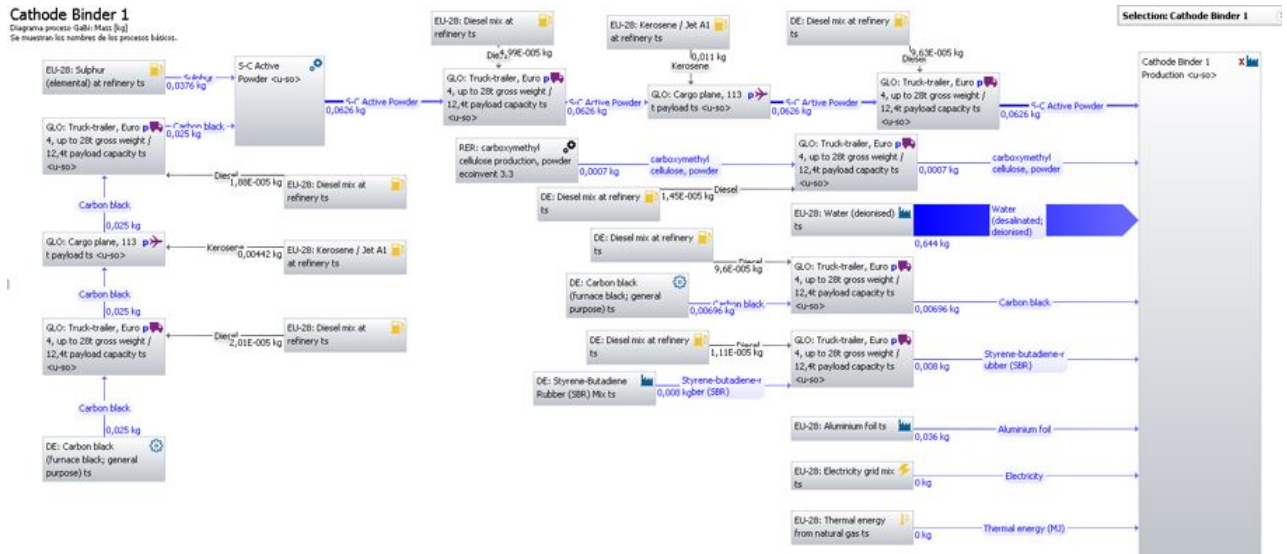 Cathode Binder 1
Diagrama proceso GaBi: Mass [kg]
Se muestran los nombres de los procesos básicos.
Selection: Cathode Binder 1
EU-28: Diesel mix at
refinery ts
Diesel
4,99E-005 kg
EU-28: Kerosene / Jet A1
at refinery ts
0,011 kg
Kerosene
DE: Diesel mix at refinery
ts
9,63E-005 kg
Diesel
EU-28: Sulphur
(elemental) at refinery ts
Sulphur
0,0376 kg
S-C Active
Powder <u-so>
S-C Active Powder
0,0626 kg
GLO: Truck-trailer, Euro
4, up to 28t gross weight /
12,4t payload capacity ts
<u-so>
S-C Active Powder
0,0626 kg
GLO: Cargo plane, 113
t payload ts <u-so>
S-C Active Powder
0,0626 kg
GLO: Truck-trailer, Euro
4, up to 28t gross weight /
12,4t payload capacity ts
<u-so>
S-C Active Powder
0,0626 kg
Cathode Binder 1
Production <u-so>
GLO: Truck-trailer, Euro
4, up to 28t gross weight /
12,4t payload capacity ts
<u-so>
Carbon black
0,025 kg
Diesel
1,88E-005 kg
EU-28: Diesel mix at
refinery ts
Carbon black
0,025 kg
GLO: Cargo plane, 113
t payload ts <u-so>
Kerosene
0,00442 kg
EU-28: Kerosene / Jet A1
at refinery ts
Carbon black
0,025 kg
GLO: Truck-trailer, Euro
4, up to 28t gross weight /
12,4t payload capacity ts
<u-so>
Diesel
2,01E-005 kg
EU-28: Diesel mix at
refinery ts
Carbon black
0,025 kg
DE: Carbon black
(furnace black; general
purpose) ts
RER: carboxymethyl
cellulose production, powder
ecoinvent 3.3
carboxymethyl
cellulose, powder
0,0007 kg
GLO: Truck-trailer, Euro
4, up to 28t gross weight /
12,4t payload capacity ts
<u-so>
carboxymethyl
cellulose, powder
0,0007 kg
DE: Diesel mix at refinery
ts
Diesel
1,45E-005 kg
EU-28: Water (deionised)
ts
Water
(desalinated;
deionised)
0,644 kg
DE: Diesel mix at refinery
ts
Diesel
9,6E-005 kg
DE: Carbon black
(furnace black; general
purpose) ts
Carbon black
0,00696 kg
GLO: Truck-trailer, Euro
4, up to 28t gross weight /
12,4t payload capacity ts
<u-so>
Carbon black
0,00696 kg
DE: Diesel mix at refinery
ts
Diesel
1,11E-005 kg
DE: Styrene-Butadiene
Rubber (SBR) Mix ts
Styrene-butadiene-r
ubber (SBR)
0,008 kg
GLO: Truck-trailer, Euro
4, up to 28t gross weight /
12,4t payload capacity ts
<u-so>
Styrene-butadiene-r
ubber (SBR)
0,008 kg
EU-28: Aluminium foil ts
Aluminium foil
0,036 kg
EU-28: Electricity grid mix
ts
Electricity
0 kg
EU-28: Thermal energy
from natural gas ts
Thermal energy (MJ)
0 kg